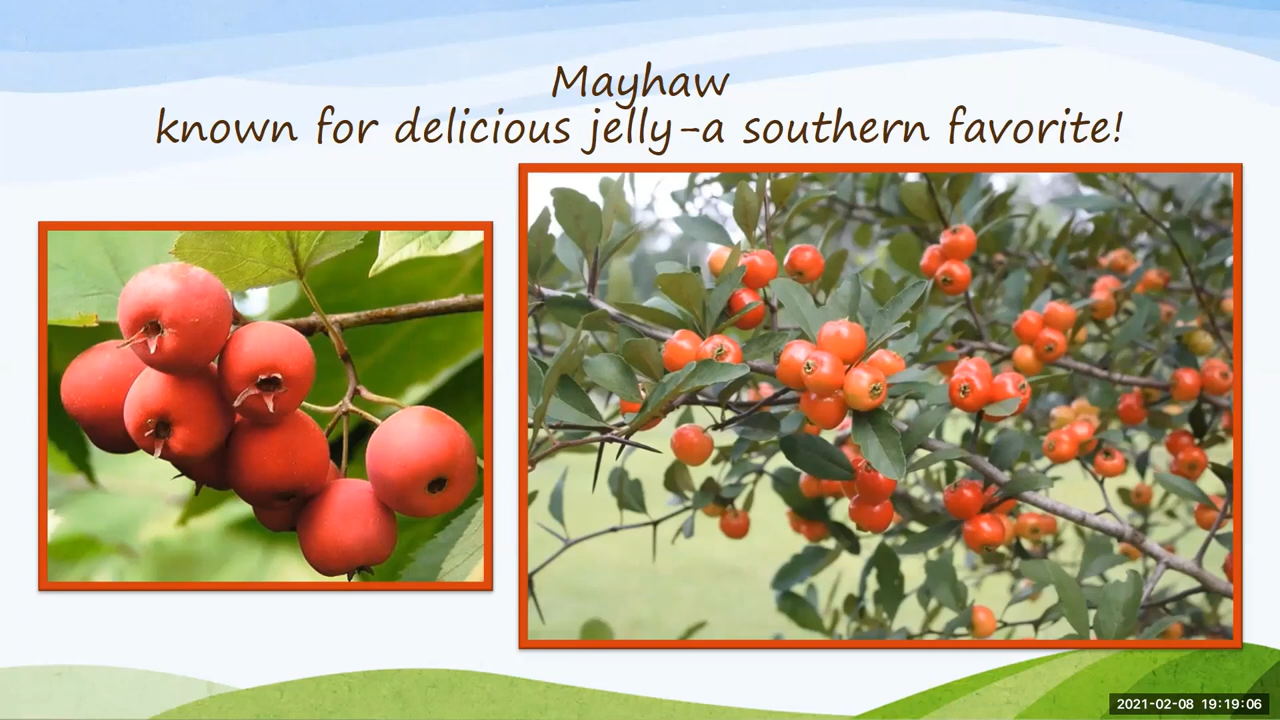 Mayhaw
known for delicious jelly-a southern favorite!
2021-02-08 19:19:06